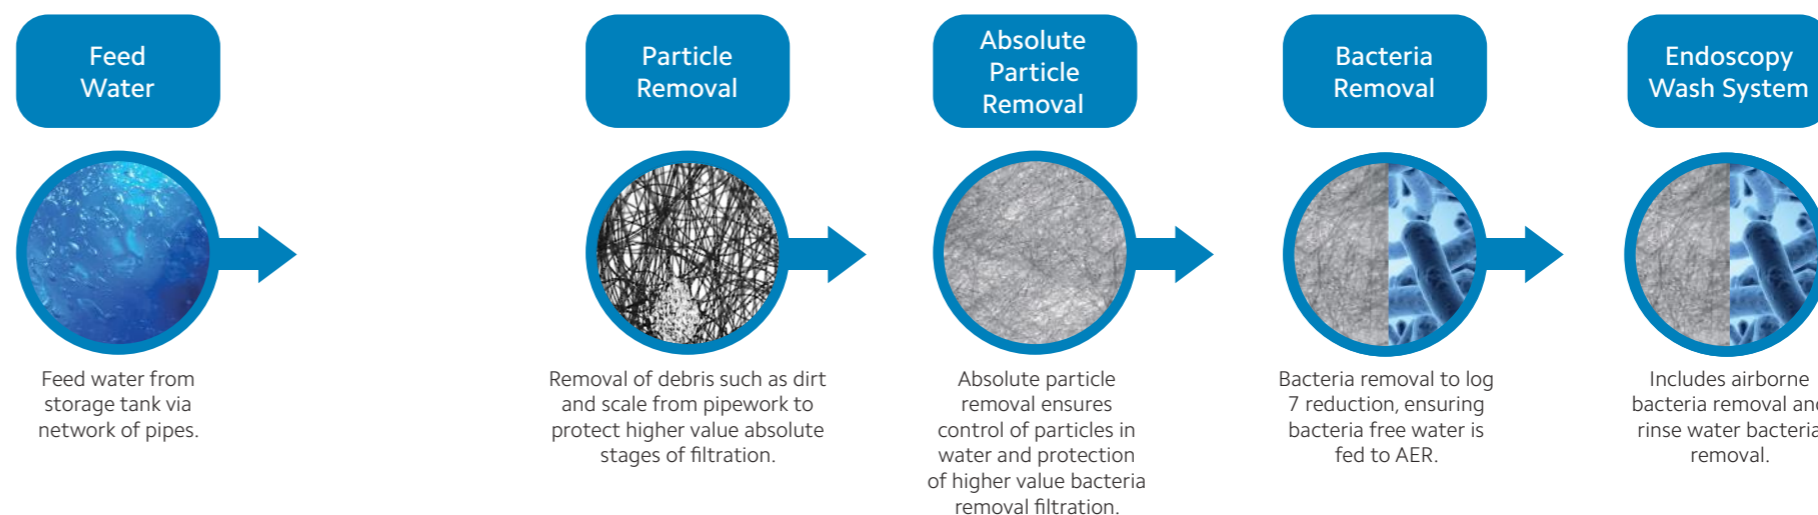 Feed
Water
Particle
Removal
Absolute
Particle
Removal
Bacteria
Removal
Endoscopy
Wash System
Feed water from
storage tank via
network of pipes.
Removal of debris such as dirt
and scale from pipework to
protect higher value absolute
stages of filtration.
Absolute particle
removal ensures
control of particles in
water and protection
of higher value bacteria
removal filtration.
Bacteria removal to log
7 reduction, ensuring
bacteria free water is
fed to AER.
Includes airborne
bacteria removal and
rinse water bacteria
removal.